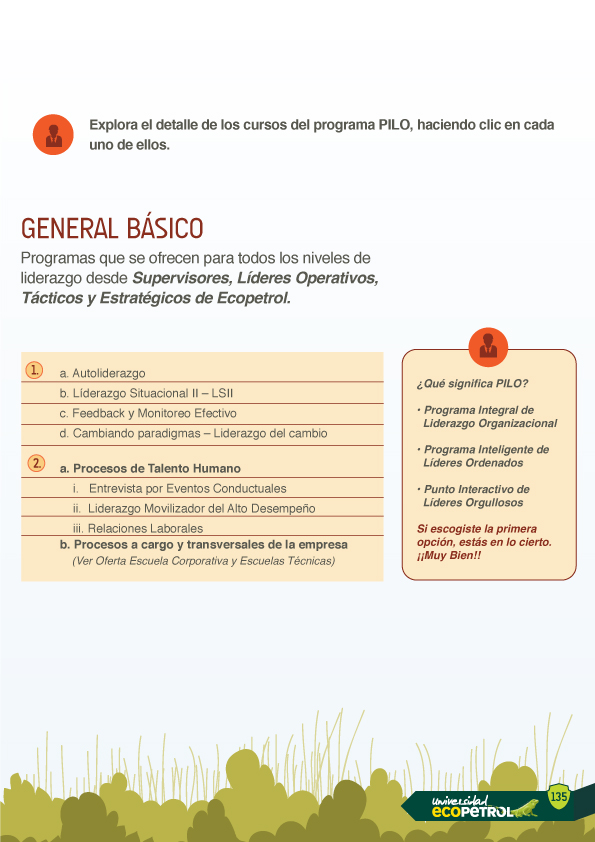 Explora el detalle de los cursos del programa PILO, haciendo clic en cada
uno de ellos.
GENERAL BÁSICO
Programas que se ofrecen para todos los niveles de
liderazgo desde Supervisores, Líderes Operativos,
Tácticos y Estratégicos de Ecopetrol.
1.
a. Autoliderazgo
b. Líderazgo Situacional II – LSII
c. Feedback y Monitoreo Efectivo
d. Cambiando paradigmas – Liderazgo del cambio
2.
a. Procesos de Talento Humano
i. Entrevista por Eventos Conductuales
ii. Liderazgo Movilizador del Alto Desempeño
iii. Relaciones Laborales
b. Procesos a cargo y transversales de la empresa
(Ver Oferta Escuela Corporativa y Escuelas Técnicas)
¿Qué significa PILO?
• Programa Integral de
Liderazgo Organizacional
• Programa Inteligente de
Líderes Ordenados
• Punto Interactivo de
Líderes Orgullosos
Si escogiste la primera
opción, estás en lo cierto.
¡¡Muy Bien!!
universidad
ECOPETROL
135